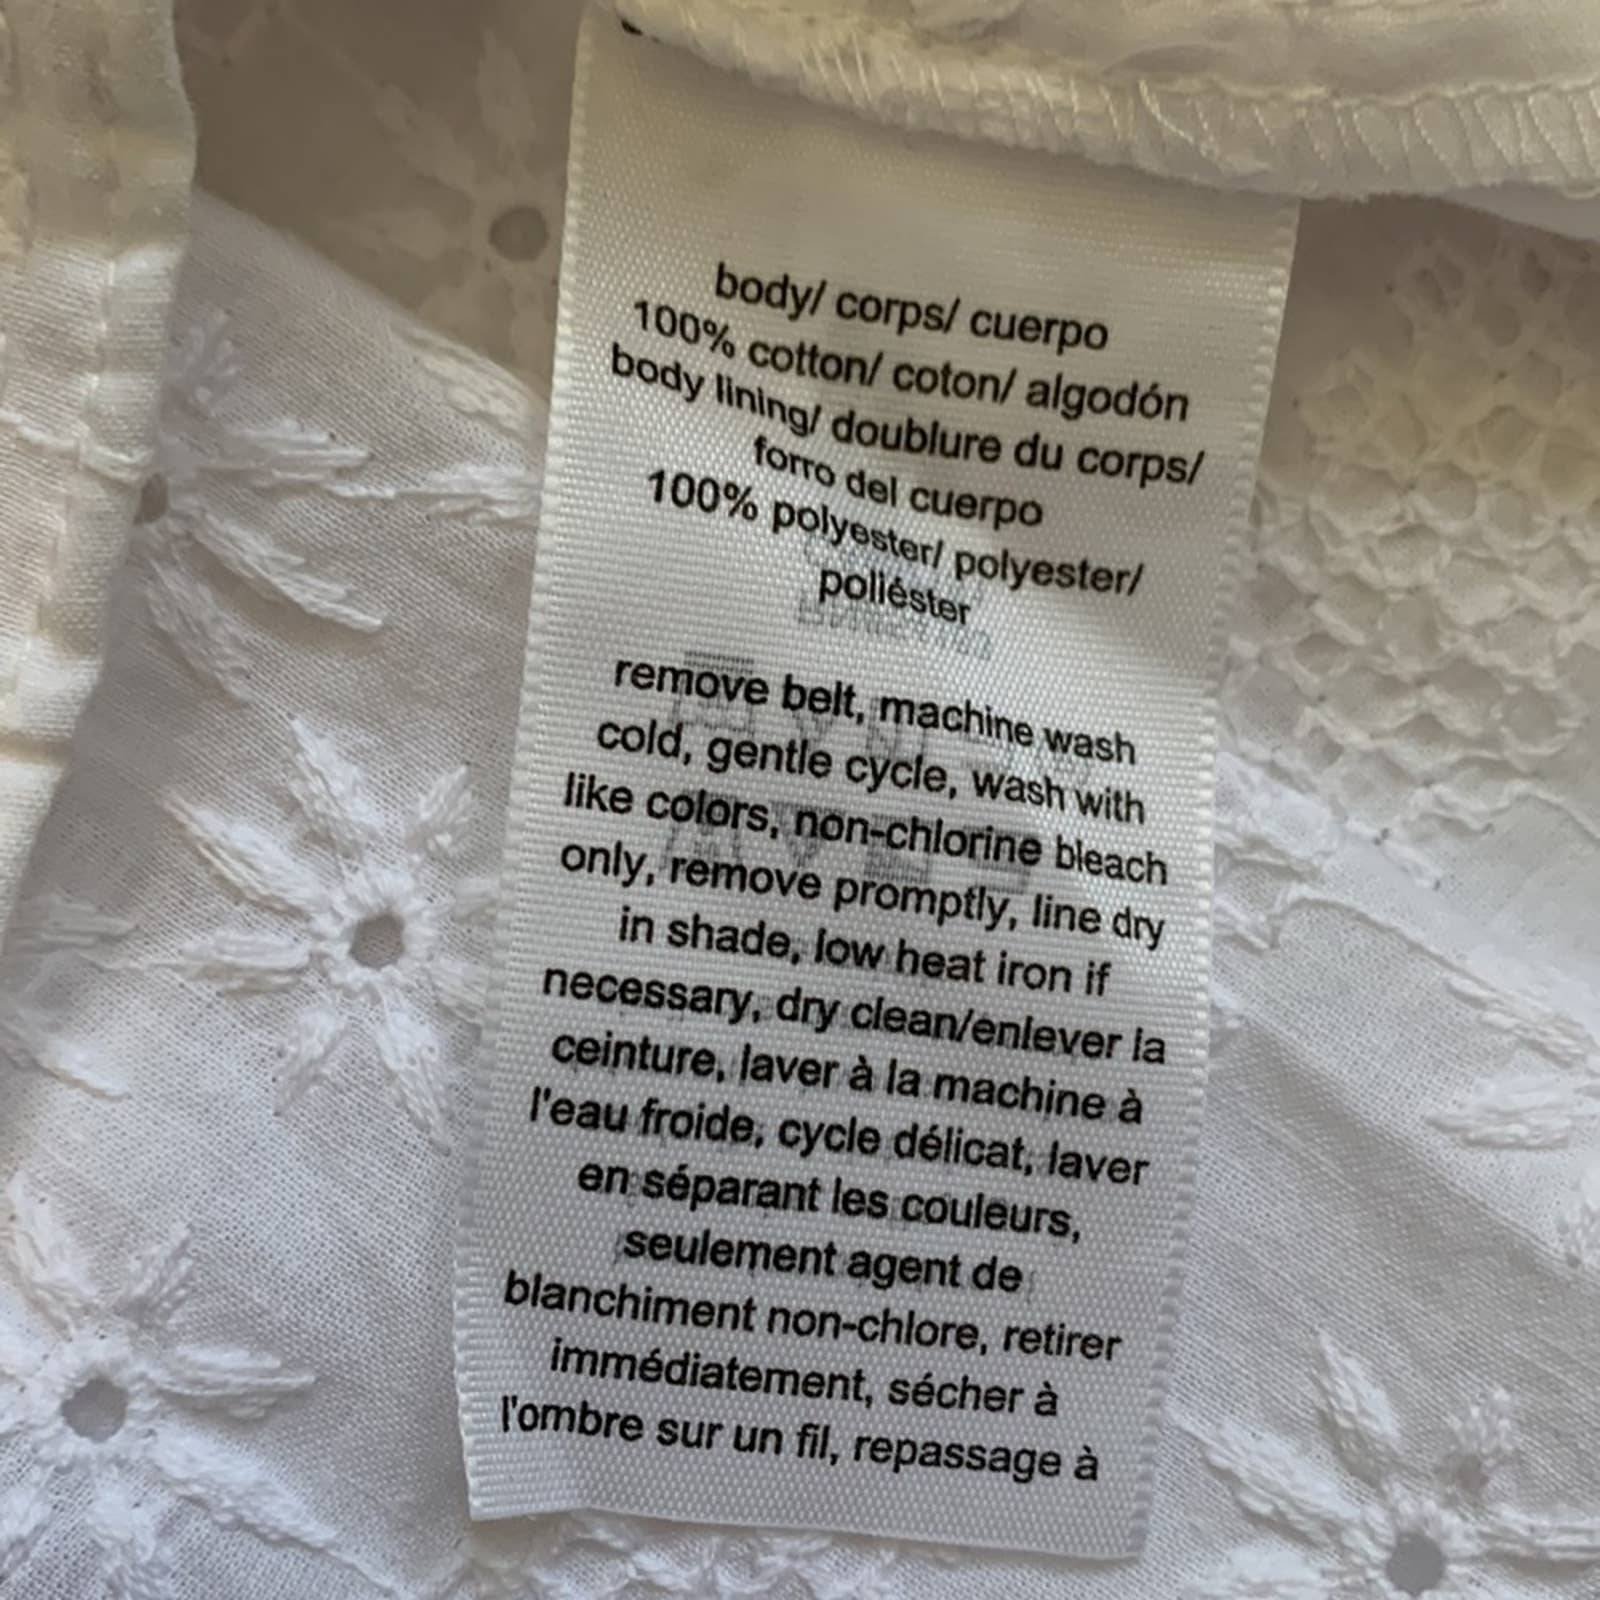 body/ corps/ cuerpo
100% cotton/ coton/ algodón
body lining/ doublure du corps/
forro del cuerpo
100% polyester/ polyester/
poliéster
remove belt, machine wash
cold, gentle cycle, wash with
like colors, non-chlorine bleach
only, remove promptly, line dry
in shade, low heat iron if
necessary, dry clean/enlever la
ceinture, laver à la machine à
l'eau froide, cycle délicat, laver
en séparant les couleurs,
seulement agent de
blanchiment non-chlore, retirer
immédiatement, sécher à
l'ombre sur un fil, repassage à